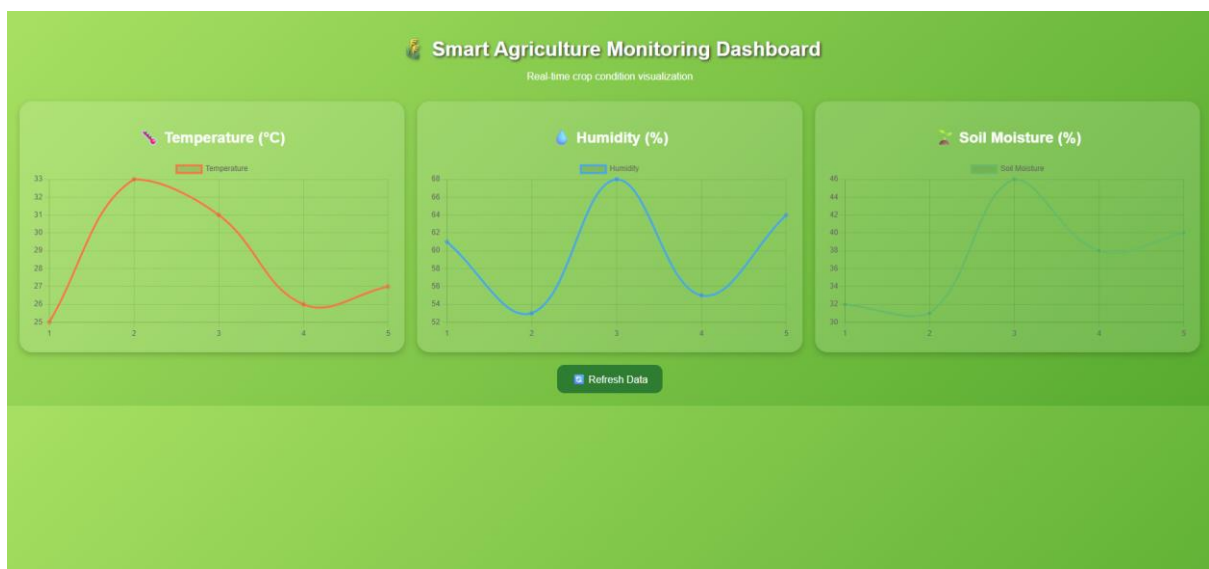 Smart Agriculture Monitoring Dashboard
Real-time crop condition visualization
Temperature (°C)
Temperature
33
32
31
30
29
28
27
26
25
1 2 3 4 5
Humidity (%)
Humidity
68
66
64
62
60
58
56
54
52
1 2 3 4 5
Soil Moisture (%)
Soil Moisture
46
44
42
40
38
36
34
32
30
1 2 3 4 5
Refresh Data